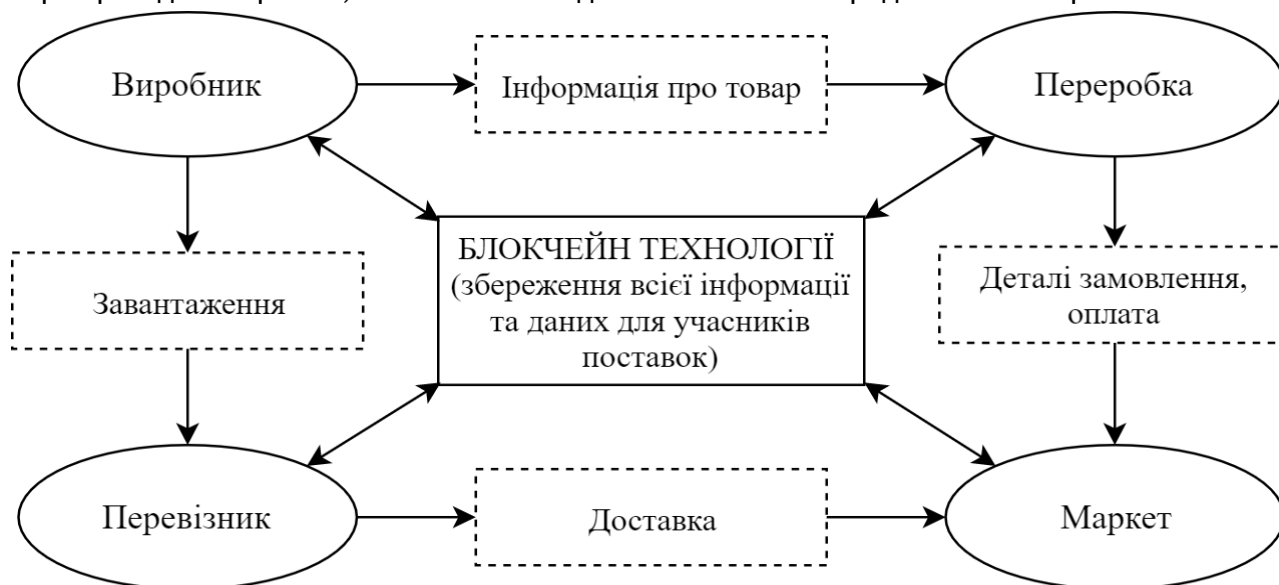 Виробник
Інформація про товар
Переробка
БЛОКЧЕЙН ТЕХНОЛОГІЇ
(збереження всієї інформації
та даних для учасників
поставок)
Завантаження
Деталі замовлення,
оплата
Перевізник
Доставка
Маркет